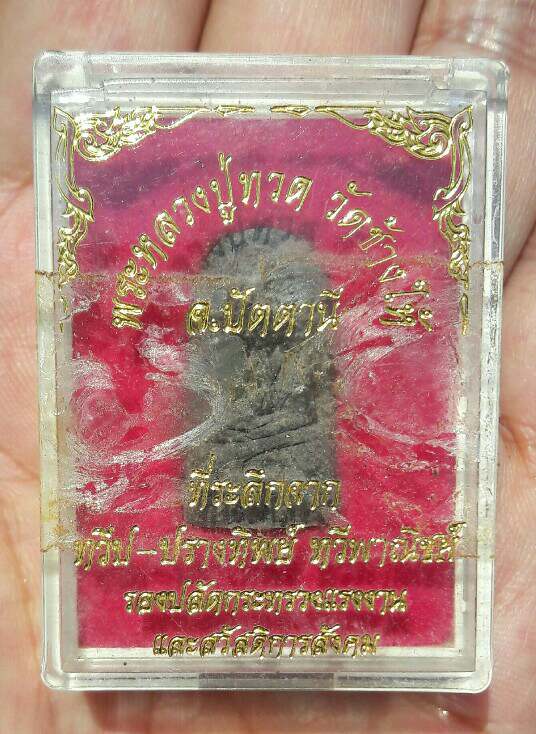 พระหลวงปู่ทวด วัดช้างให้
จ.ปัตตานี
ที่ระลึกจาก
ทวีป-ปรางทิพย์ ทวีพาณิชย์
รองปลัดกระทรวงแรงงาน
และสวัสดิการสังคม